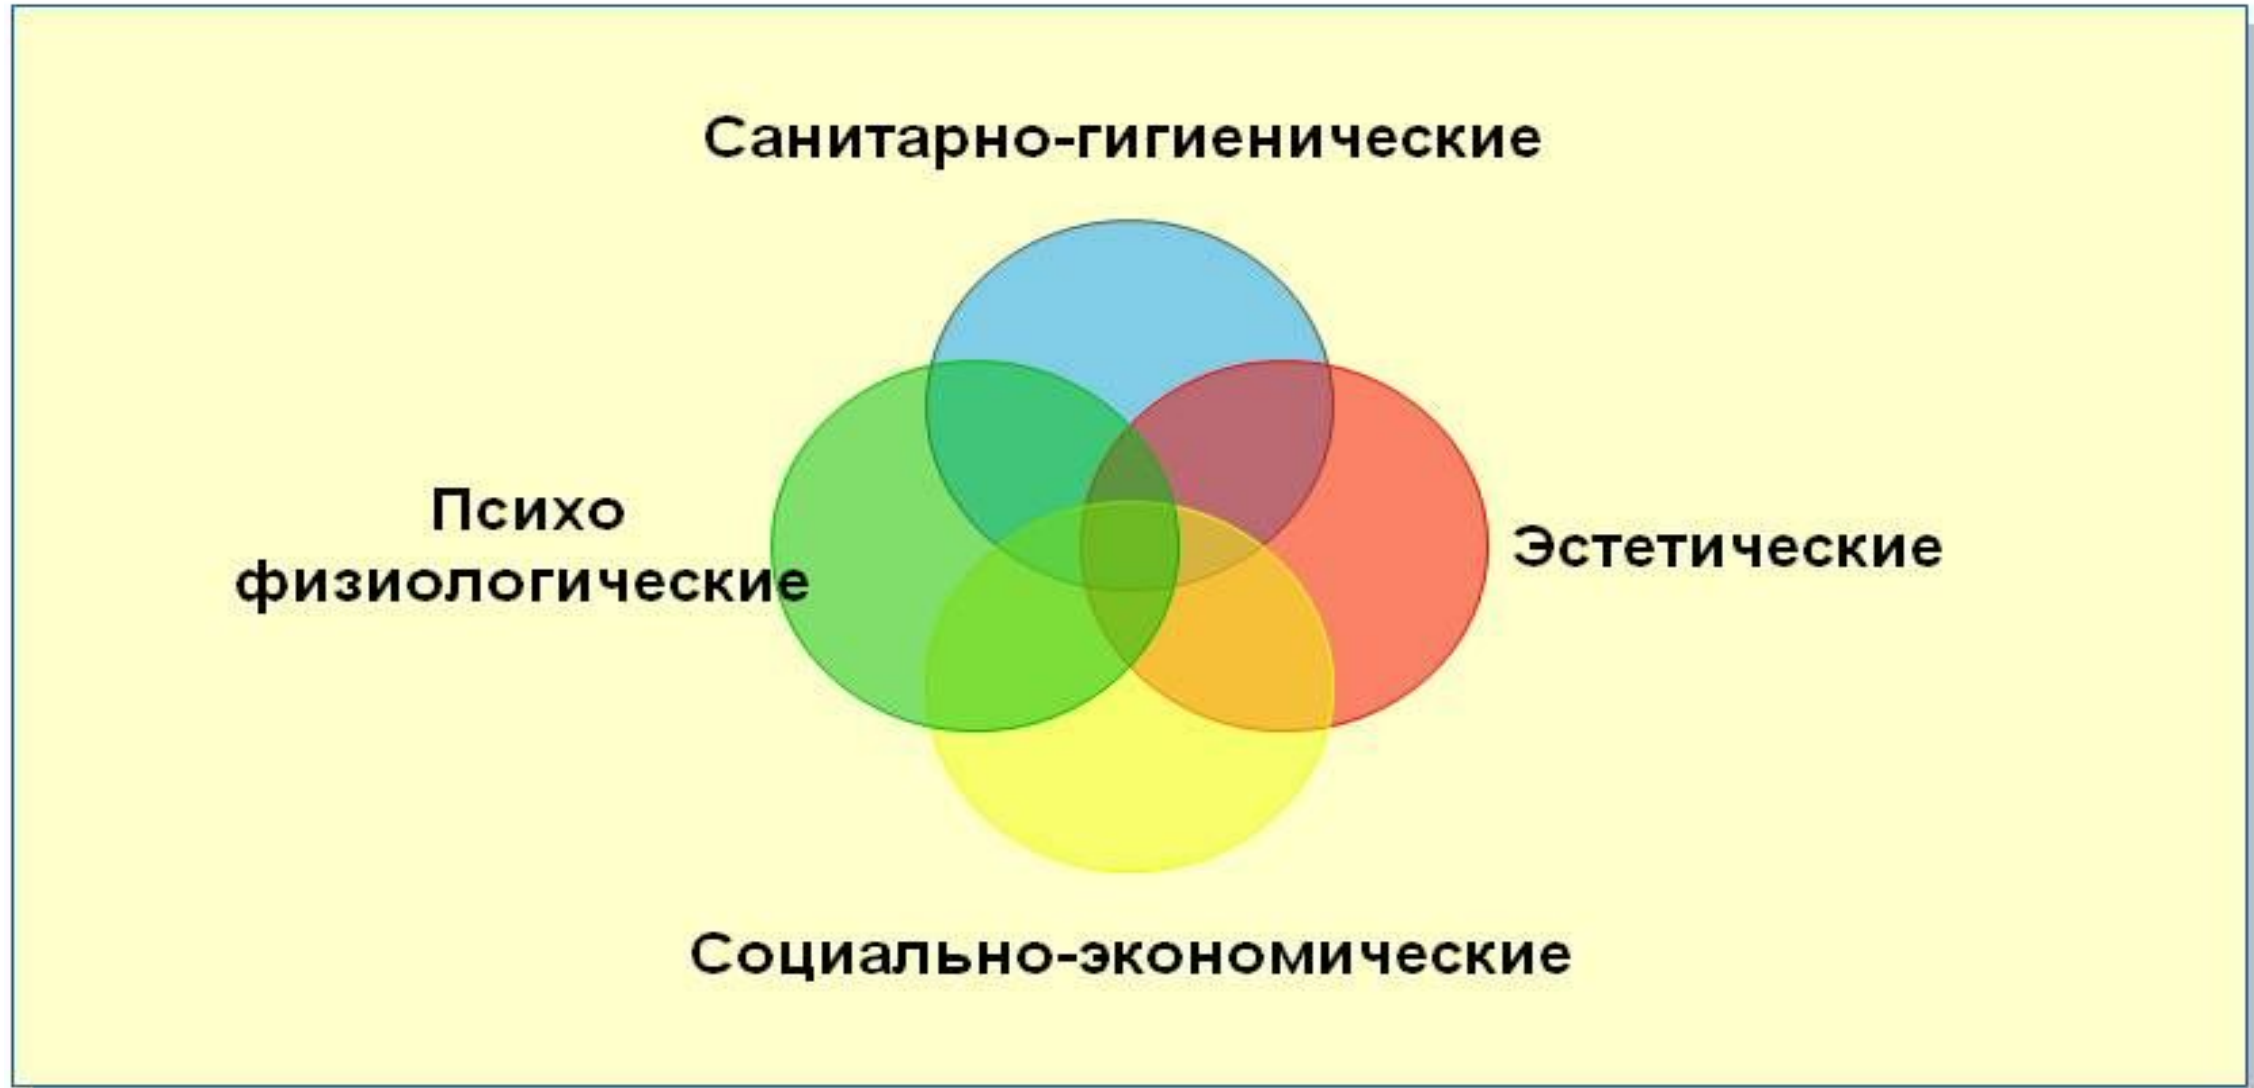 Санитарно-гигиенические
Психо
физиологические
Эстетические
Социально-экономические